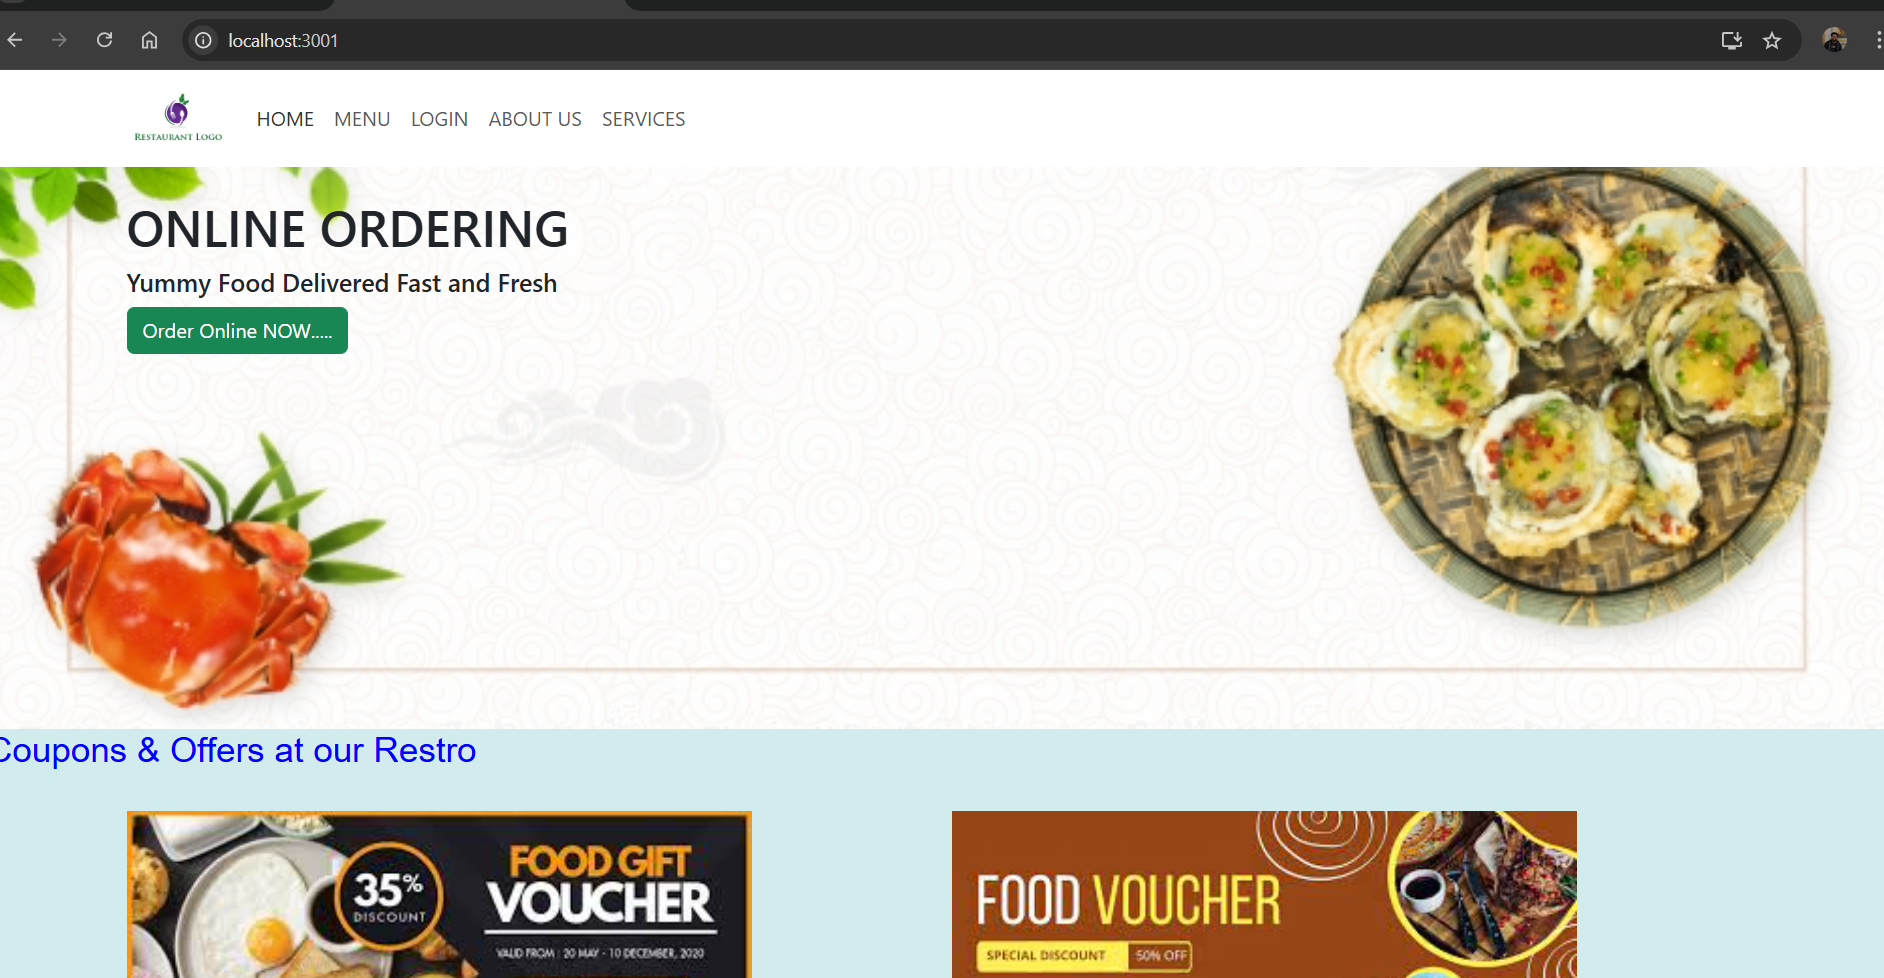 localhost:3001
RESTAURANT LOGO
HOME MENU LOGIN ABOUT US SERVICES
ONLINE ORDERING
Yummy Food Delivered Fast and Fresh
Order Online NOW.....
Coupons & Offers at our Restro
35%
DISCOUNT
FOOD GIFT
VOUCHER
VALID FROM : 20 MAY - 10 DECEMBER, 2020
FOOD VOUCHER
SPECIAL DISCOUNT 50% OFF